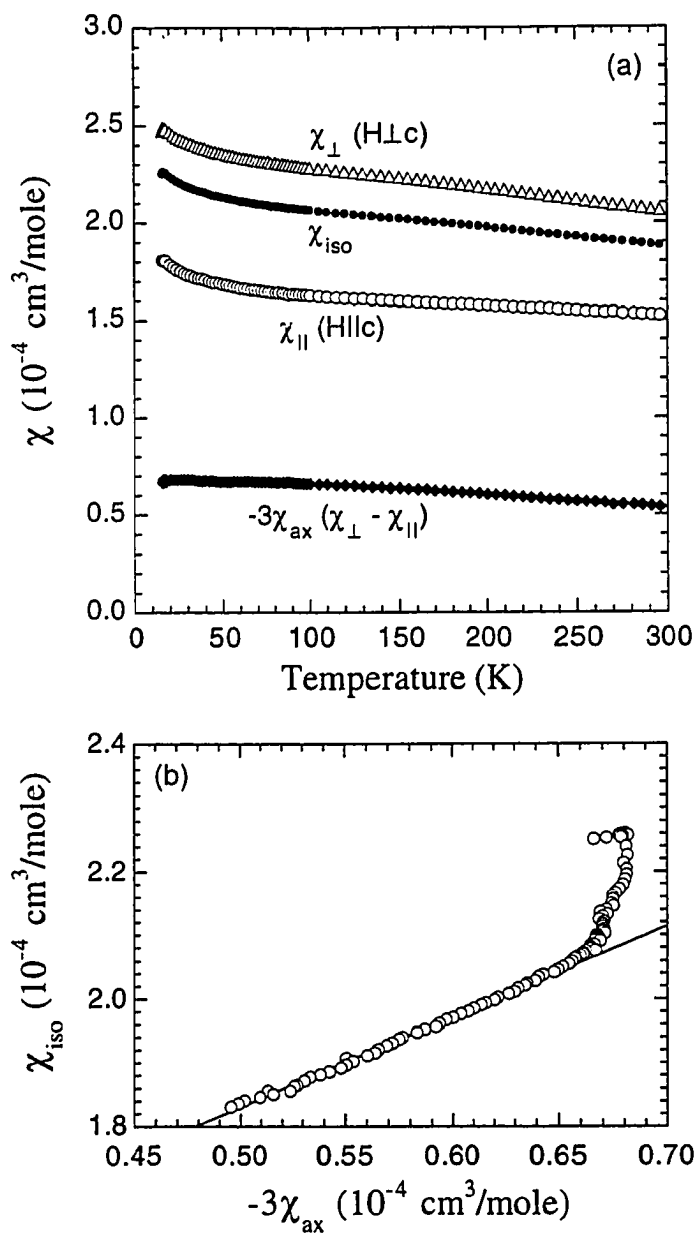 3.0
(a)
2.5
χ⊥ (H⊥c)
2.0
χiso
1.5
χ|| (H||c)
χ (10⁻⁴ cm³/mole)
1.0
0.5
-3χax (χ⊥ - χ||)
0.0
0 50 100 150 200 250 300
Temperature (K)
2.4
(b)
2.2
χiso (10⁻⁴ cm³/mole)
2.0
1.8
0.45 0.50 0.55 0.60 0.65 0.70
-3χax (10⁻⁴ cm³/mole)